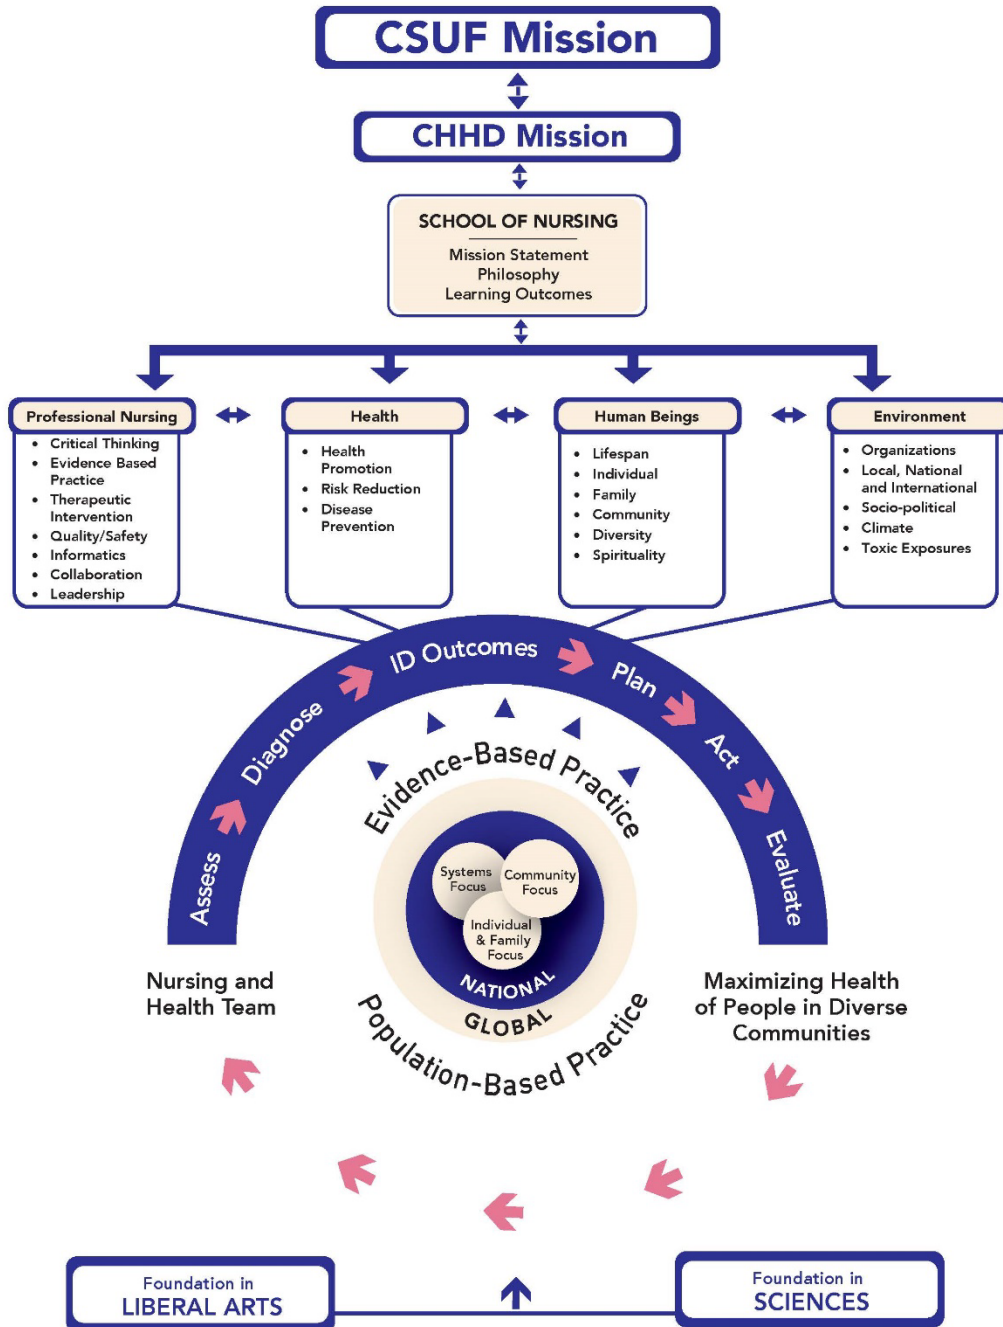 CSUF Mission
CHHD Mission
SCHOOL OF NURSING
Mission Statement
Philosophy
Learning Outcomes
Professional Nursing
• Critical Thinking
• Evidence Based
Practice
• Therapeutic
Intervention
• Quality/Safety
• Informatics
• Collaboration
• Leadership
Health
• Health
Promotion
• Risk Reduction
• Disease
Prevention
Human Beings
• Lifespan
• Individual
• Family
• Community
• Diversity
• Spirituality
Environment
• Organizations
• Local, National
and International
• Socio-political
• Climate
• Toxic Exposures
Assess
Diagnose
ID Outcomes
Plan
Act
Evaluate
Evidence-Based Practice
Systems
Focus
Community
Focus
Individual
& Family
Focus
NATIONAL
GLOBAL
Population-Based Practice
Nursing and
Health Team
Maximizing Health
of People in Diverse
Communities
Foundation in
LIBERAL ARTS
Foundation in
SCIENCES